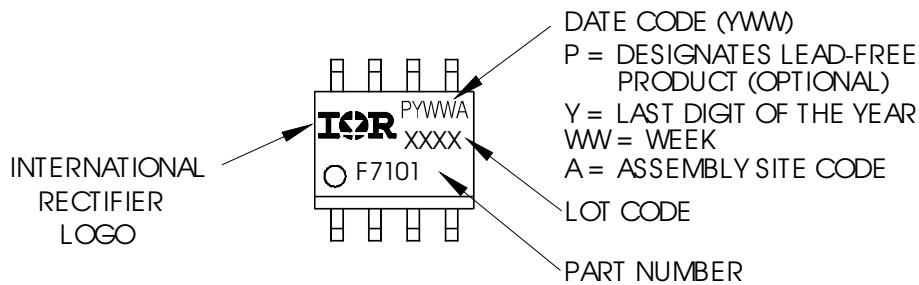 DATE CODE (YWW)
P = DESIGNATES LEAD-FREE
PRODUCT (OPTIONAL)
Y = LAST DIGIT OF THE YEAR
WW = WEEK
A = ASSEMBLY SITE CODE
LOT CODE
PART NUMBER
INTERNATIONAL
RECTIFIER
LOGO
IOR
PYWWA
XXXX
F7101